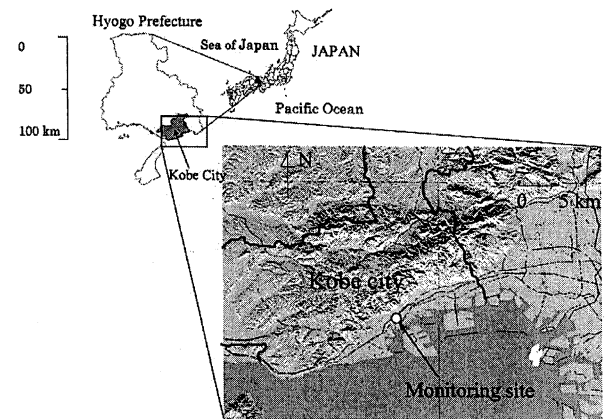 Hyogo Prefecture
0
50
100 km
Sea of Japan
JAPAN
Pacific Ocean
Kobe City
N
0 5 km
Kobe city
Monitoring site